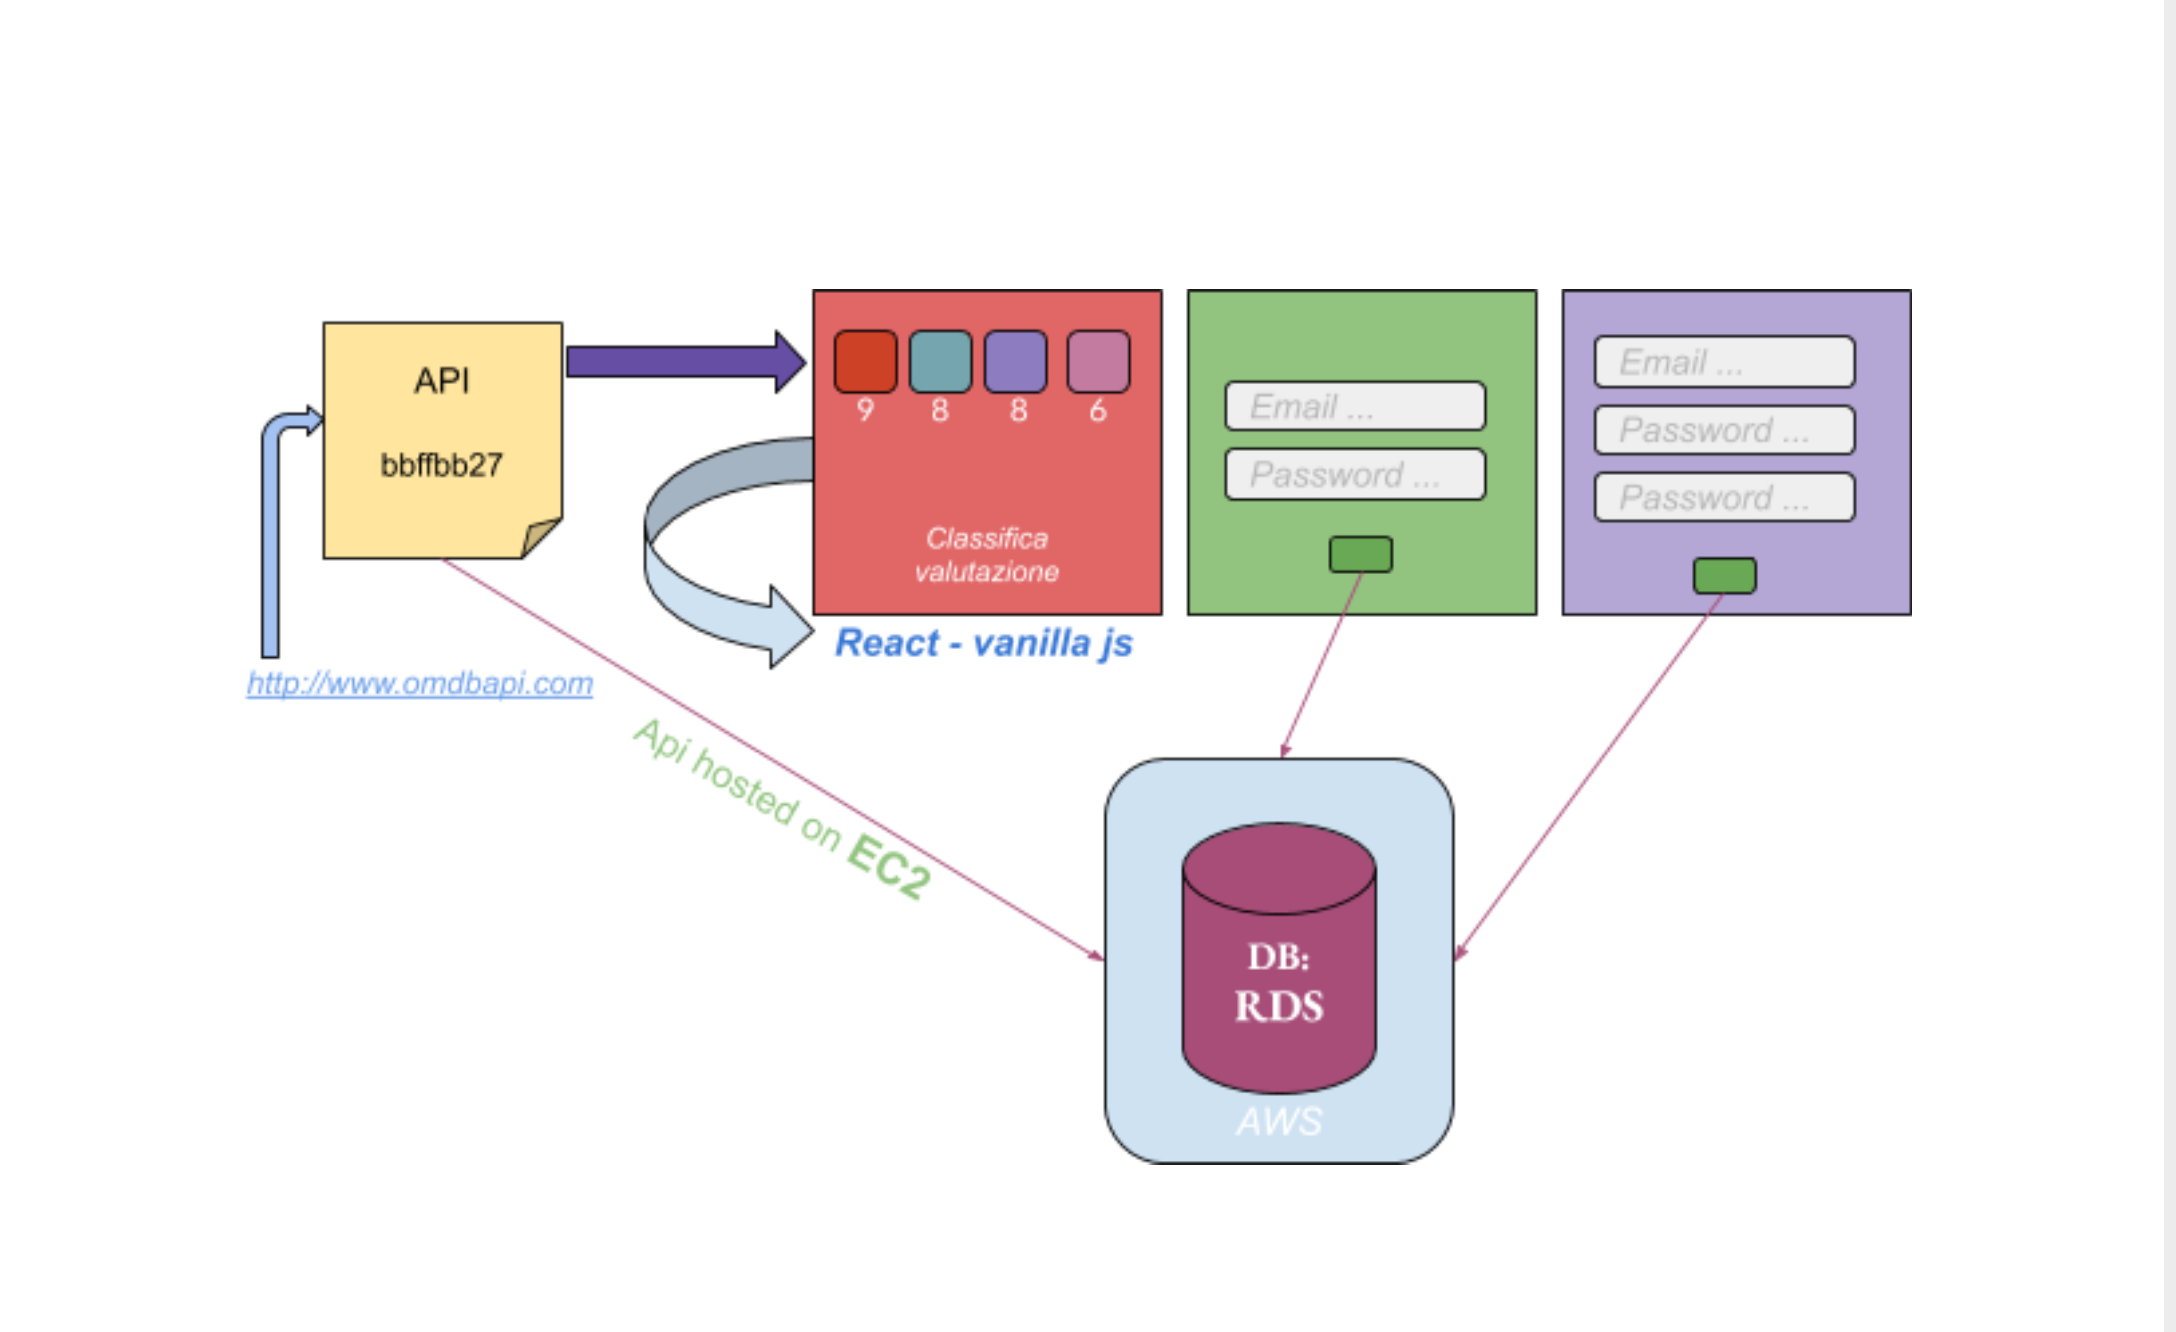 API
bbffbb27
http://www.omdbapi.com
9 8 8 6
Classifica
valutazione
React - vanilla js
Email ...
Password ...
Email ...
Password ...
Password ...
Api hosted on EC2
DB:
RDS
AWS